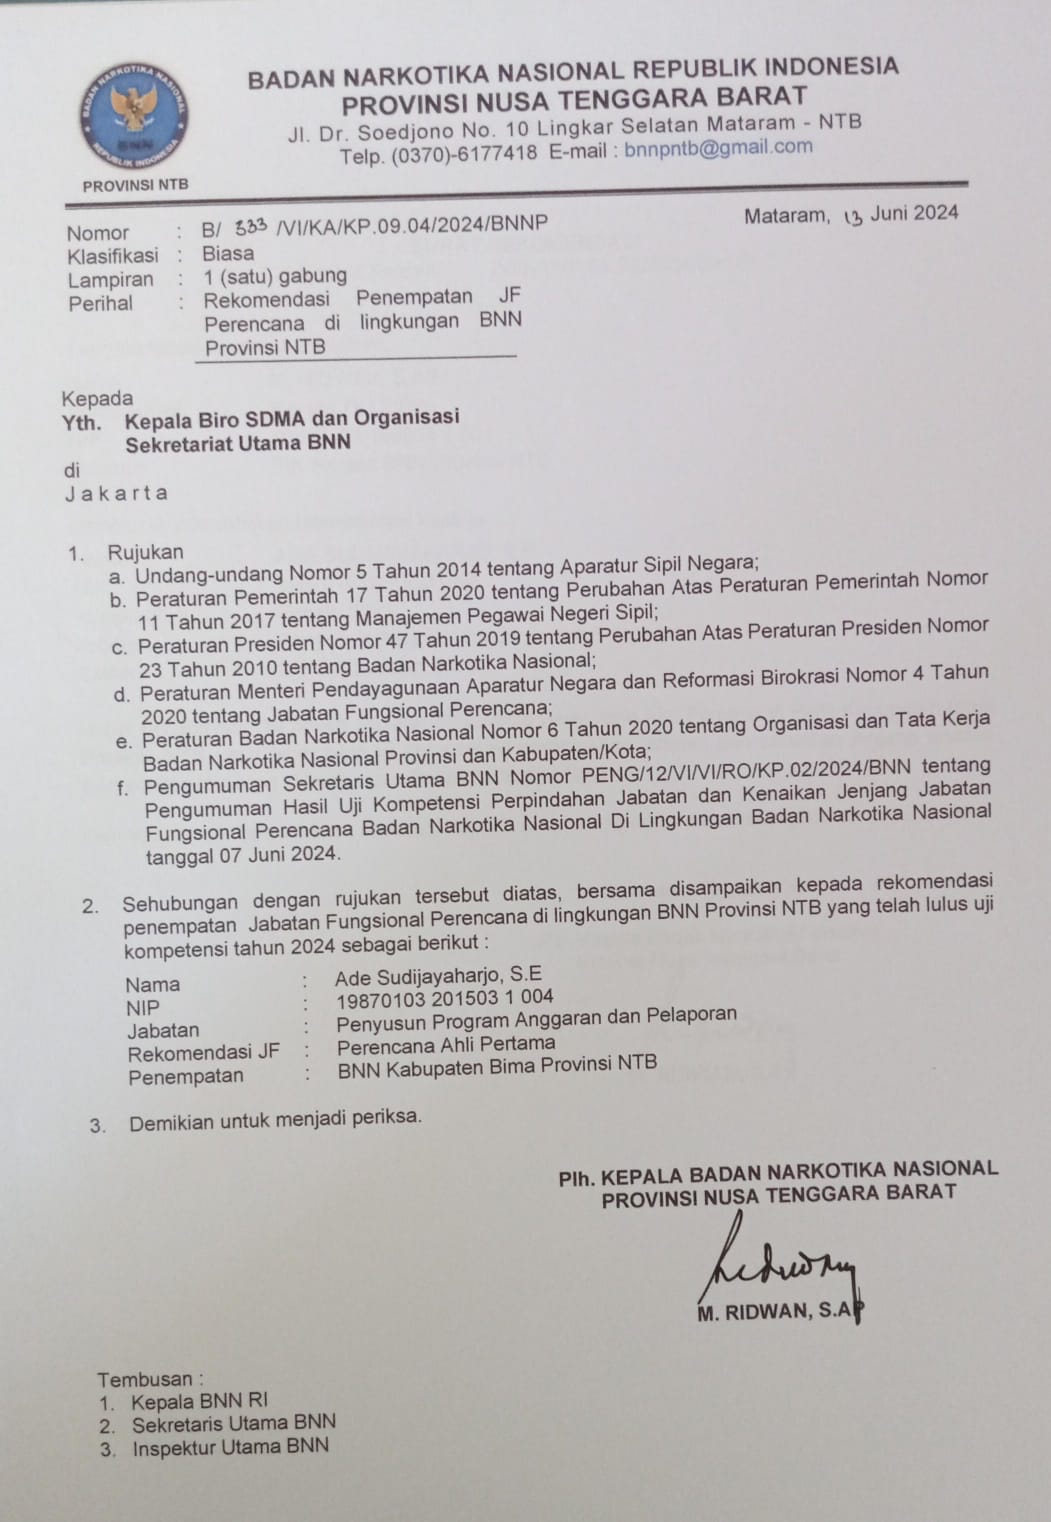 BADAN NARKOTIKA NASIONAL
REPUBLIK INDONESIA
BNN
PROVINSI NTB
BADAN NARKOTIKA NASIONAL REPUBLIK INDONESIA
PROVINSI NUSA TENGGARA BARAT
Jl. Dr. Soedjono No. 10 Lingkar Selatan Mataram - NTB
Telp. (0370)-6177418 E-mail : bnnpntb@gmail.com
Mataram, 13 Juni 2024
Nomor : B/ 333 /VI/KA/KP.09.04/2024/BNNP
Klasifikasi : Biasa
Lampiran : 1 (satu) gabung
Perihal : Rekomendasi Penempatan JF
Perencana di lingkungan BNN
Provinsi NTB
Kepada
Yth. Kepala Biro SDMA dan Organisasi
Sekretariat Utama BNN
di
Jakarta
1. Rujukan
a. Undang-undang Nomor 5 Tahun 2014 tentang Aparatur Sipil Negara;
b. Peraturan Pemerintah 17 Tahun 2020 tentang Perubahan Atas Peraturan Pemerintah Nomor
11 Tahun 2017 tentang Manajemen Pegawai Negeri Sipil;
c. Peraturan Presiden Nomor 47 Tahun 2019 tentang Perubahan Atas Peraturan Presiden Nomor
23 Tahun 2010 tentang Badan Narkotika Nasional;
d. Peraturan Menteri Pendayagunaan Aparatur Negara dan Reformasi Birokrasi Nomor 4 Tahun
2020 tentang Jabatan Fungsional Perencana;
e. Peraturan Badan Narkotika Nasional Nomor 6 Tahun 2020 tentang Organisasi dan Tata Kerja
Badan Narkotika Nasional Provinsi dan Kabupaten/Kota;
f. Pengumuman Sekretaris Utama BNN Nomor PENG/12/VI/VI/RO/KP.02/2024/BNN tentang
Pengumuman Hasil Uji Kompetensi Perpindahan Jabatan dan Kenaikan Jenjang Jabatan
Fungsional Perencana Badan Narkotika Nasional Di Lingkungan Badan Narkotika Nasional
tanggal 07 Juni 2024.
2. Sehubungan dengan rujukan tersebut diatas, bersama disampaikan kepada rekomendasi
penempatan Jabatan Fungsional Perencana di lingkungan BNN Provinsi NTB yang telah lulus uji
kompetensi tahun 2024 sebagai berikut :
Nama : Ade Sudijayaharjo, S.E
NIP : 19870103 201503 1 004
Jabatan : Penyusun Program Anggaran dan Pelaporan
Rekomendasi JF : Perencana Ahli Pertama
Penempatan : BNN Kabupaten Bima Provinsi NTB
3. Demikian untuk menjadi periksa.
Plh. KEPALA BADAN NARKOTIKA NASIONAL
PROVINSI NUSA TENGGARA BARAT
M. RIDWAN, S.AP
Tembusan :
1. Kepala BNN RI
2. Sekretaris Utama BNN
3. Inspektur Utama BNN